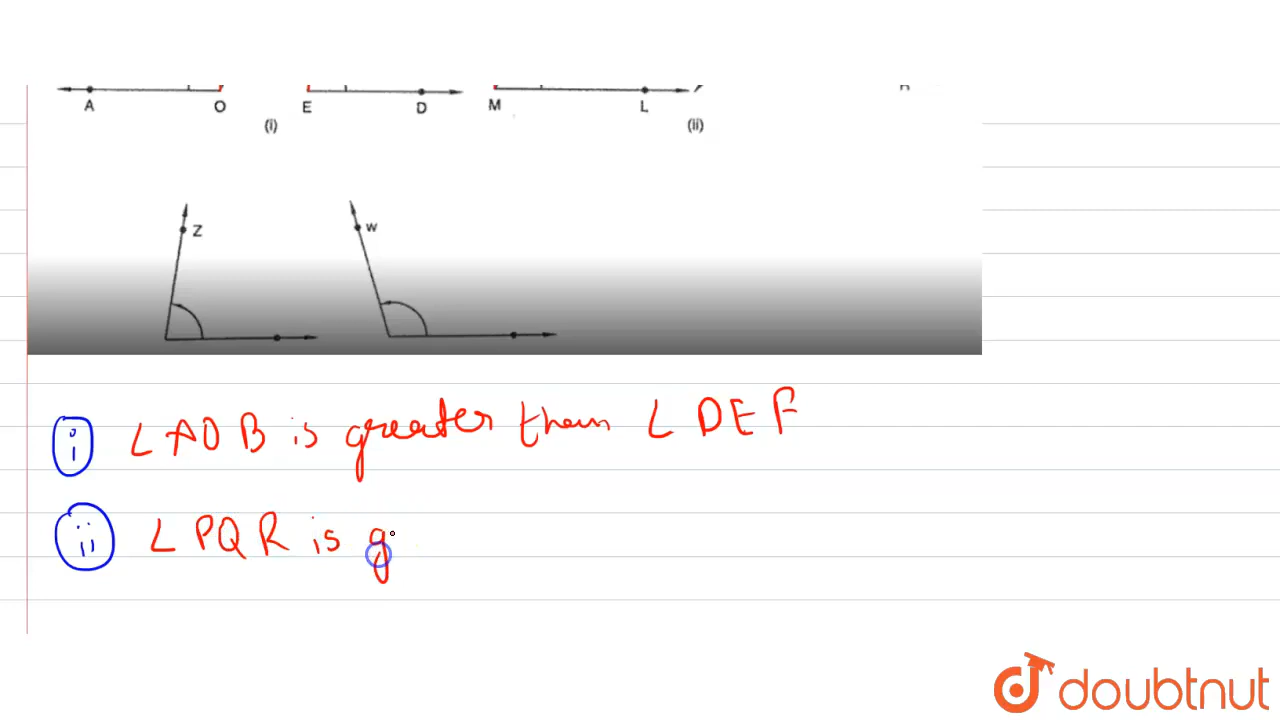 A O E D M L
(i) (ii)
Z W
i ∠AOB is greater than ∠DEF
ii ∠PQR is g
doubtnut